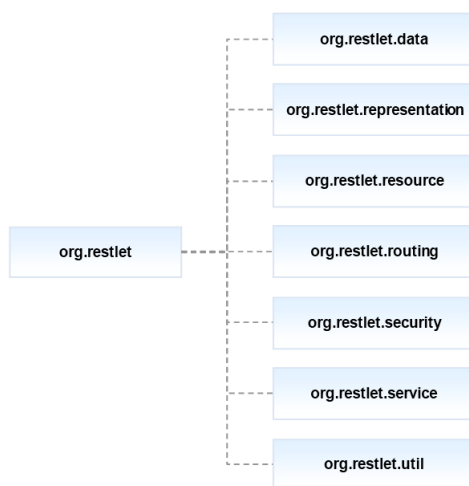 org.restlet.data
org.restlet.representation
org.restlet.resource
org.restlet
org.restlet.routing
org.restlet.security
org.restlet.service
org.restlet.util